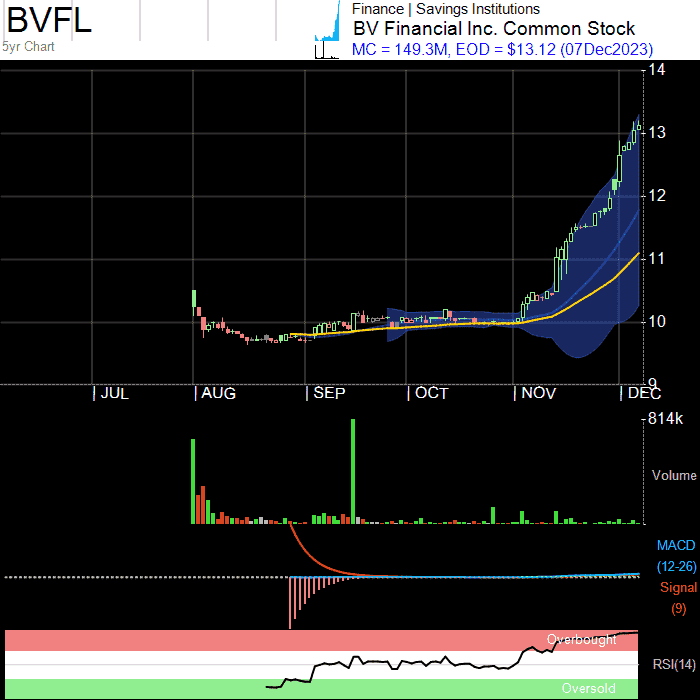 BVFL
5yr Chart
Finance | Savings Institutions
BV Financial Inc. Common Stock
MC = 149.3M, EOD = $13.12 (07Dec2023)
14
13
12
11
10
9
JUL AUG SEP OCT NOV DEC
814k
Volume
MACD
(12-26)
Signal
(9)
Overbought
RSI(14)
Oversold